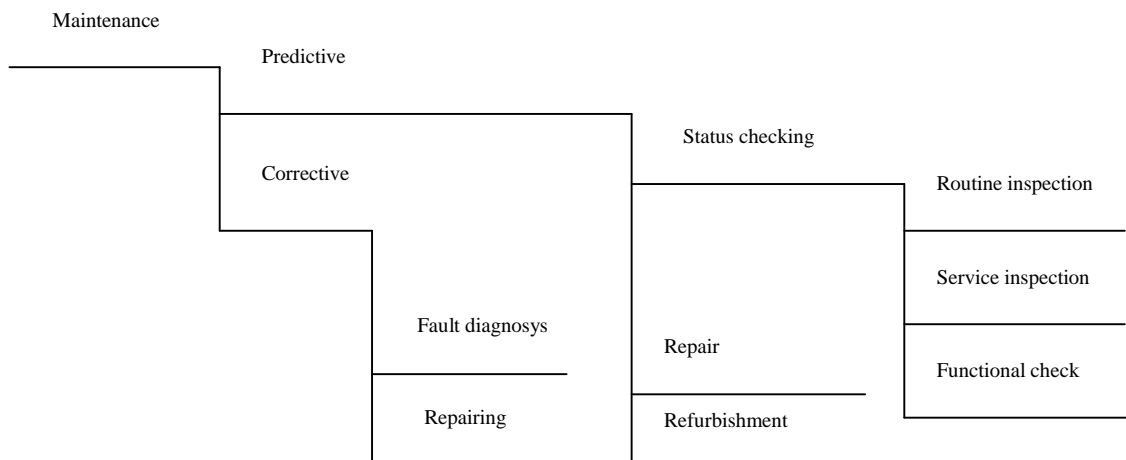 Maintenance
Predictive
Status checking
Corrective
Routine inspection
Service inspection
Fault diagnosys
Repair
Functional check
Repairing
Refurbishment